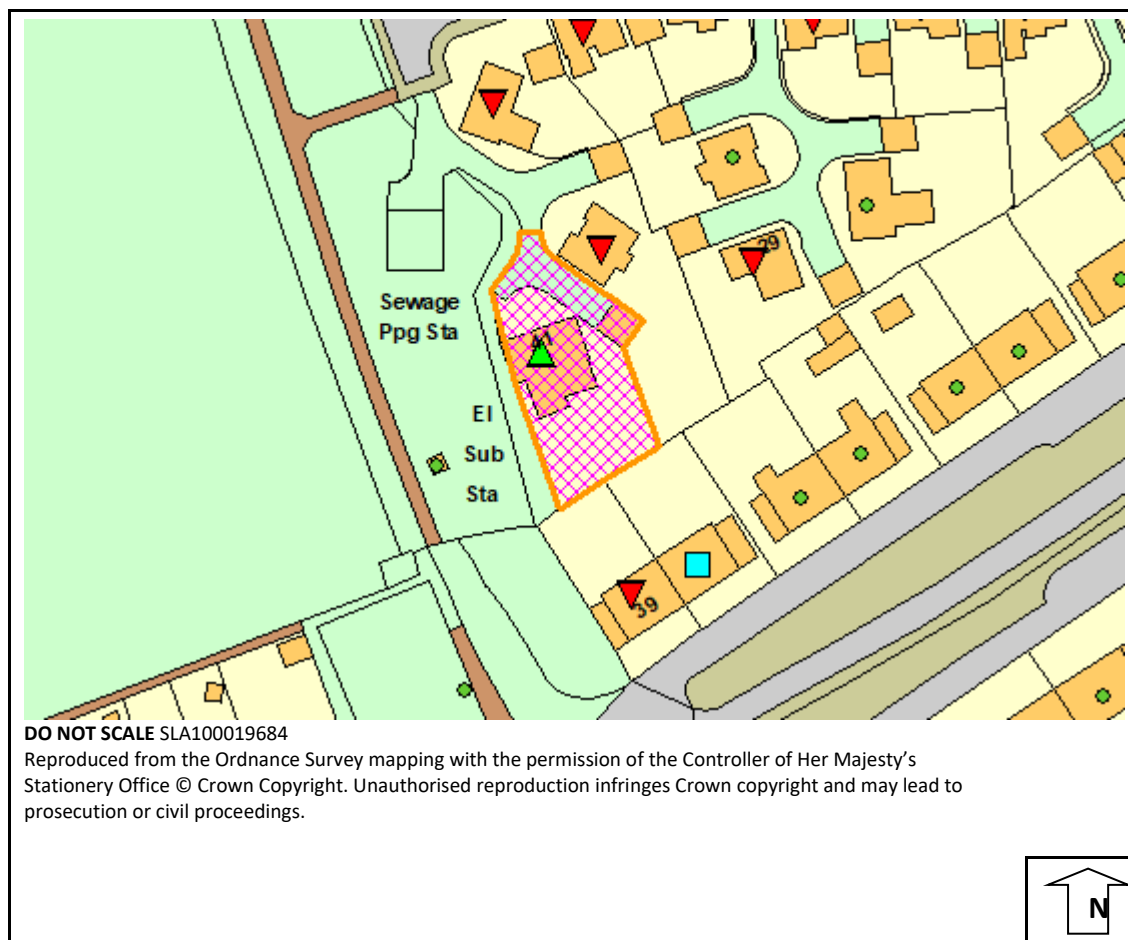 29
Sewage
Ppg Sta
El
Sub
Sta
39
DO NOT SCALE SLA100019684
Reproduced from the Ordnance Survey mapping with the permission of the Controller of Her Majesty's
Stationery Office © Crown Copyright. Unauthorised reproduction infringes Crown copyright and may lead to
prosecution or civil proceedings.
N